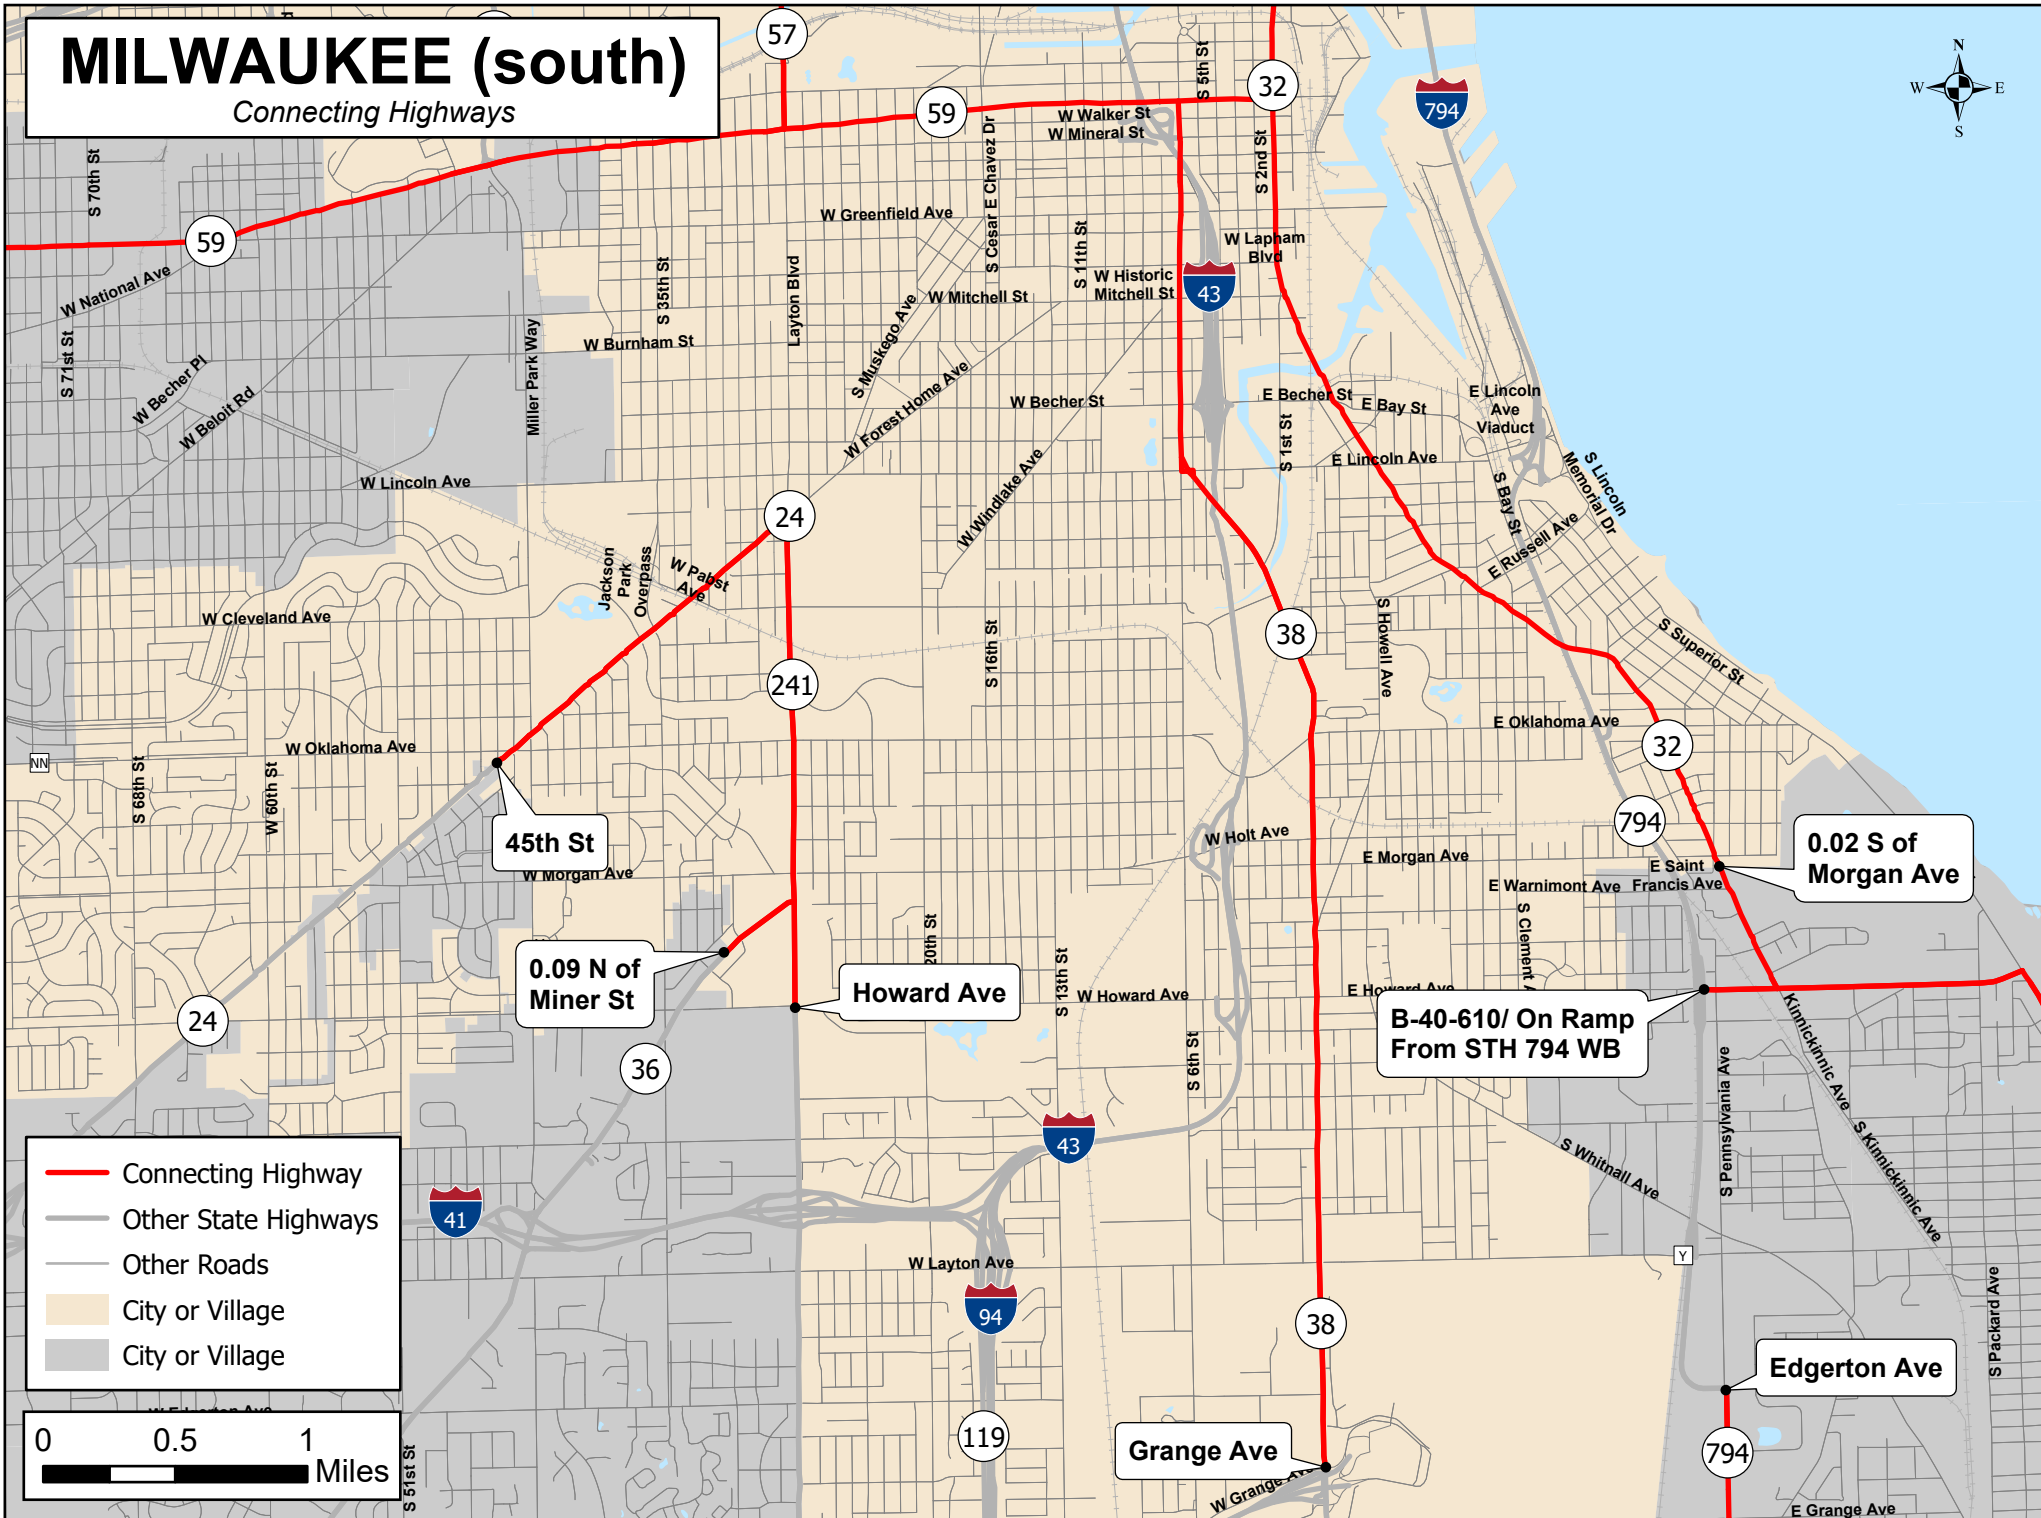 MILWAUKEE (south)
Connecting Highways
57
59
32
794
N
W E
S
S 5th St
W Walker St
W Mineral St
S 70th St
S Cesar E Chavez Dr
S 2nd St
W Greenfield Ave
59
W Lapham
Blvd
S 11th St
W Historic
Mitchell St
43
W National Ave
S 35th St
Layton Blvd
W Mitchell St
S Muskego Ave
W Burnham St
Miller Park Way
S 71st St
W Becher Pl
W Beloit Rd
W Forest Home Ave
W Becher St
E Becher St
E Bay St
E Lincoln
Ave
Viaduct
S 1st St
E Lincoln Ave
W Lincoln Ave
W Windlake Ave
S Bay St
S Lincoln
Memorial Dr
24
E Russell Ave
Jackson
Park
Overpass
W Pabst
Ave
W Cleveland Ave
S 16th St
38
S Howell Ave
S Superior St
241
E Oklahoma Ave
W Oklahoma Ave
NN
32
S 68th St
W 60th St
45th St
W Holt Ave
794
0.02 S of
Morgan Ave
E Morgan Ave
E Saint
Francis Ave
E Warnimont Ave
W Morgan Ave
S Clement A
20th St
0.09 N of
Miner St
Howard Ave
S 13th St
W Howard Ave
E Howard Ave
B-40-610/ On Ramp
From STH 794 WB
Kinnickinnic Ave
24
36
S 6th St
S Pennsylvania Ave
43
S Whitnall Ave
S Kinnickinnic Ave
Connecting Highway
Other State Highways
Other Roads
City or Village
City or Village
41
W Layton Ave
Y
94
38
S Packard Ave
Edgerton Ave
W Edgerton Ave
0 0.5 1
Miles
S 51st St
119
Grange Ave
W Grange Ave
794
E Grange Ave